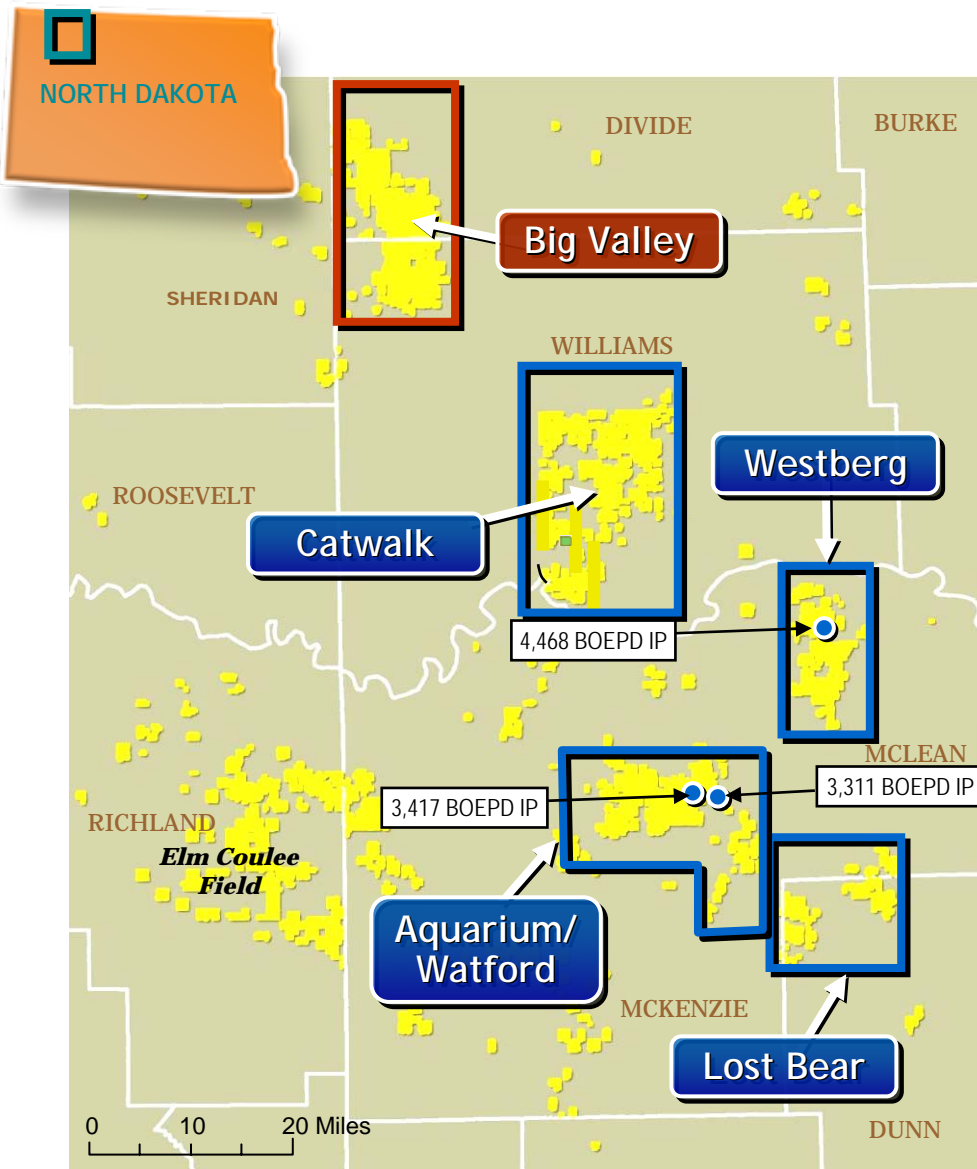 NORTH DAKOTA
DIVIDE
BURKE
Big Valley
SHERIDAN
WILLIAMS
Westberg
ROOSEVELT
Catwalk
4,468 BOEPD IP
MCLEAN
3,417 BOEPD IP
3,311 BOEPD IP
RICHLAND
Elm Coulee
Field
Aquarium/
Watford
MCKENZIE
Lost Bear
0 10 20 Miles
DUNN